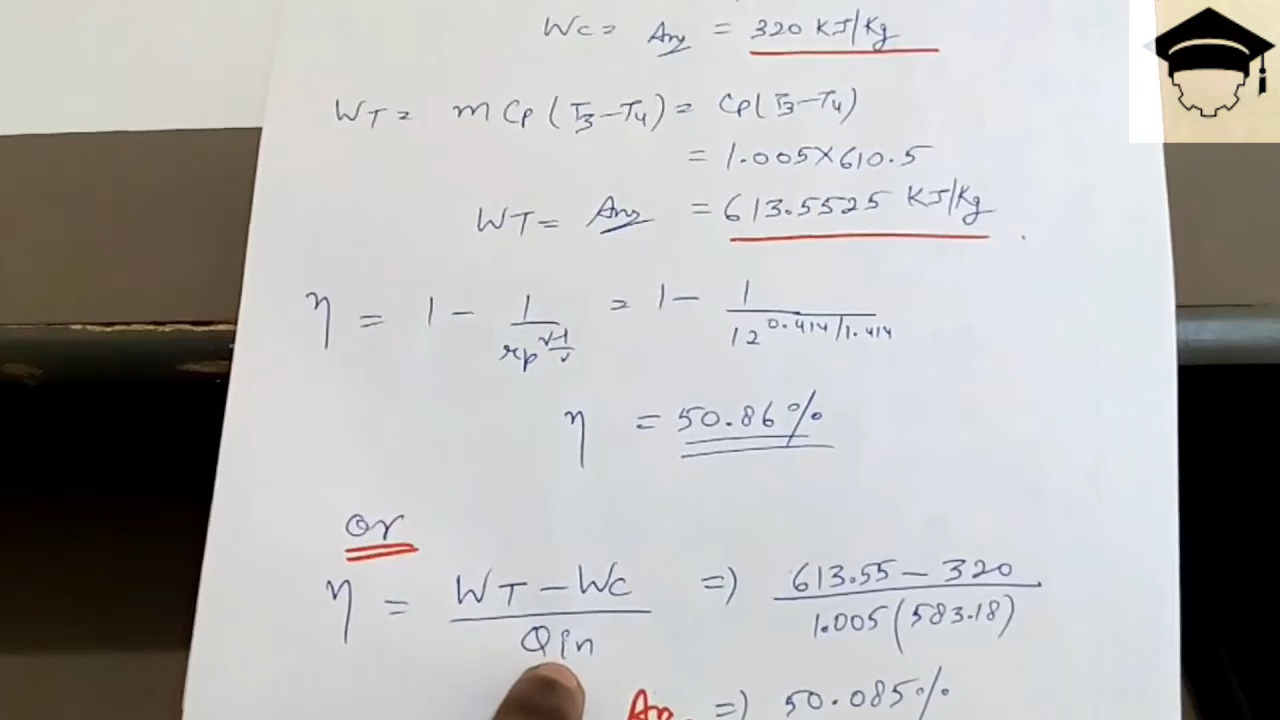 Wc = Ans = 320 KJ/Kg
WT = m Cp (T3-T4) = Cp (T3-T4)
= 1.005×610.5
WT = Ans = 613.5525 KJ/Kg
η = 1 - 1/rp^(γ-1/γ) = 1 - 1/12^(0.414/1.414)
η = 50.86%
or
η = WT - Wc / Qin => 613.55 - 320 / 1.005 (583.18)
Ans => 50.085%